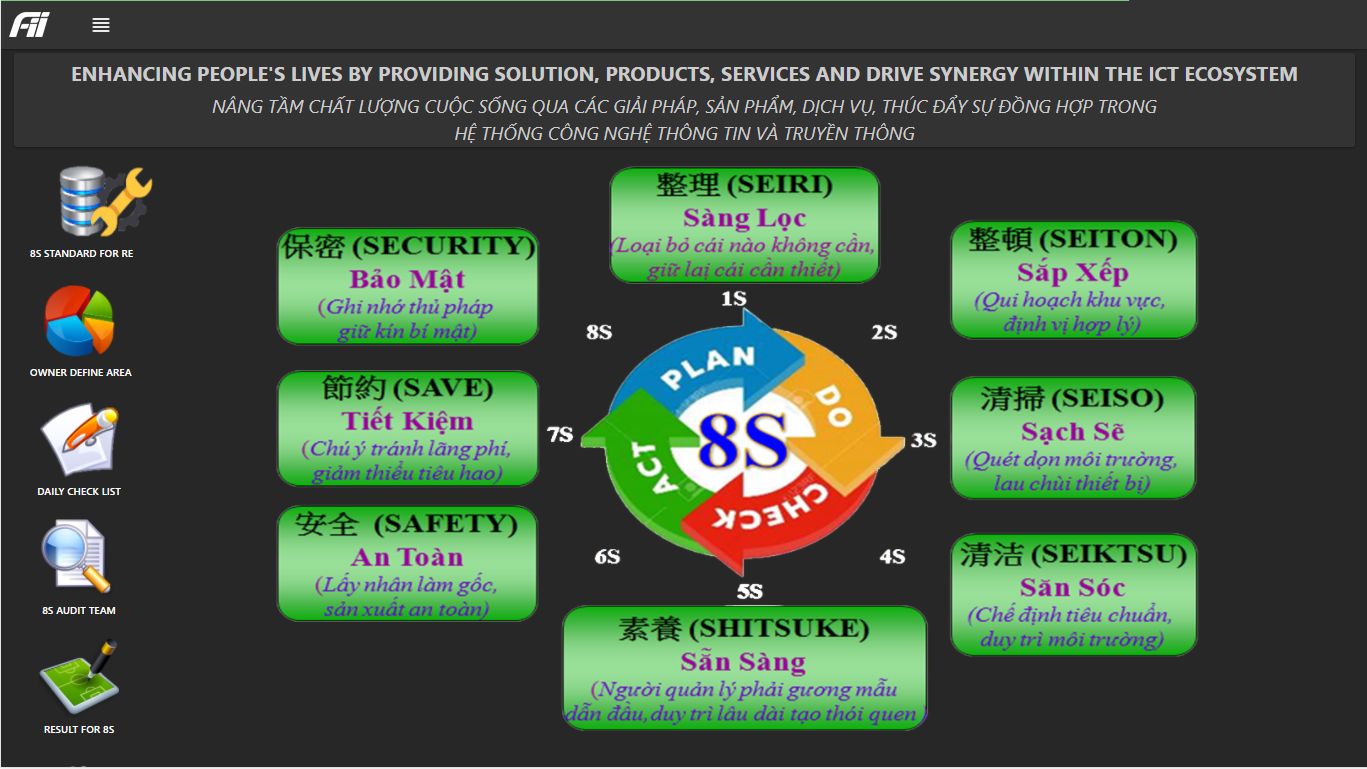 Fii
ENHANCING PEOPLE'S LIVES BY PROVIDING SOLUTION, PRODUCTS, SERVICES AND DRIVE SYNERGY WITHIN THE ICT ECOSYSTEM
NÂNG TẦM CHẤT LƯỢNG CUỘC SỐNG QUA CÁC GIẢI PHÁP, SẢN PHẨM, DỊCH VỤ, THÚC ĐẨY SỰ ĐỒNG HỢP TRONG
HỆ THỐNG CÔNG NGHỆ THÔNG TIN VÀ TRUYỀN THÔNG
8S STANDARD FOR RE
OWNER DEFINE AREA
DAILY CHECK LIST
8S AUDIT TEAM
RESULT FOR 8S
整理 (SEIRI)
Sàng Lọc
(Loại bỏ cái nào không cần,
giữ lại cái cần thiết)
1S
整頓 (SEITON)
Sắp Xếp
(Qui hoạch khu vực,
định vị hợp lý)
2S
清掃 (SEISO)
Sạch Sẽ
(Quét dọn môi trường,
lau chùi thiết bị)
3S
清洁 (SEIKTSU)
Săn Sóc
(Chế định tiêu chuẩn,
duy trì môi trường)
4S
5S
素養 (SHITSUKE)
Sẵn Sàng
(Người quản lý phải gương mẫu
dẫn đầu,duy trì lâu dài tạo thói quen )
6S
安全 (SAFETY)
An Toàn
(Lấy nhân làm gốc,
sản xuất an toàn)
7S
節約 (SAVE)
Tiết Kiệm
(Chú ý tránh lãng phí,
giảm thiểu tiêu hao)
8S
保密 (SECURITY)
Bảo Mật
(Ghi nhớ thủ pháp
giữ kín bí mật)
PLAN
DO
CHECK
ACT
8S